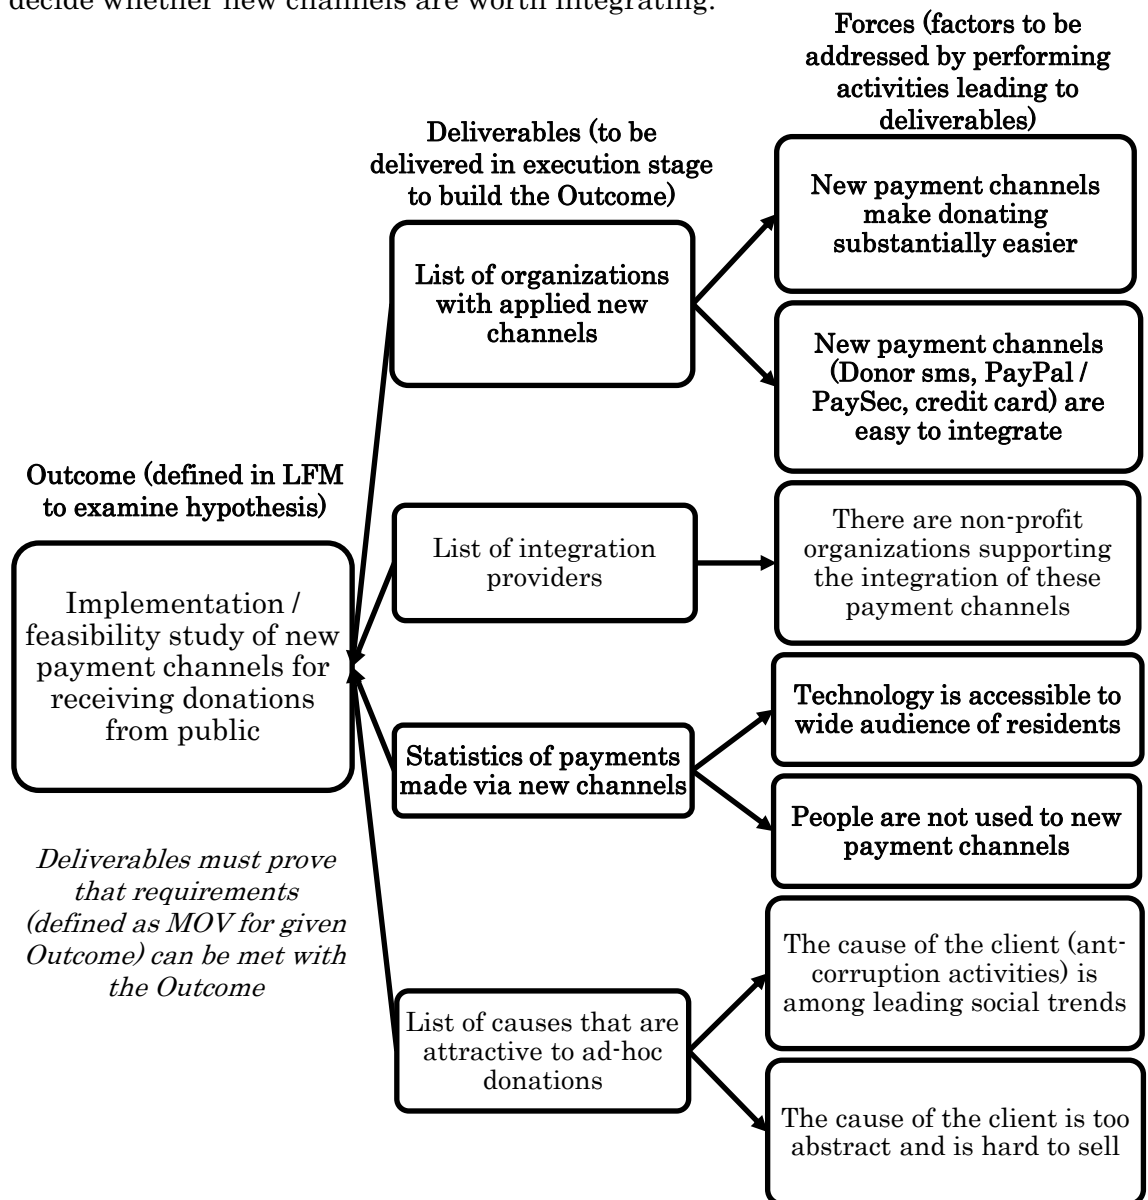 decide whether new channels are worth integrating.
Forces (factors to be
addressed by performing
activities leading to
deliverables)
Deliverables (to be
delivered in execution stage
to build the Outcome)
New payment channels
make donating
substantially easier
List of organizations
with applied new
channels
New payment channels
(Donor sms, PayPal /
PaySec, credit card) are
easy to integrate
Outcome (defined in LFM
to examine hypothesis)
List of integration
providers
There are non-profit
organizations supporting
the integration of these
payment channels
Implementation /
feasibility study of new
payment channels for
receiving donations
from public
Technology is accessible to
wide audience of residents
Statistics of payments
made via new channels
People are not used to new
payment channels
Deliverables must prove
that requirements
(defined as MOV for given
Outcome) can be met with
the Outcome
The cause of the client (ant-
corruption activities) is
among leading social trends
List of causes that are
attractive to ad-hoc
donations
The cause of the client is too
abstract and is hard to sell